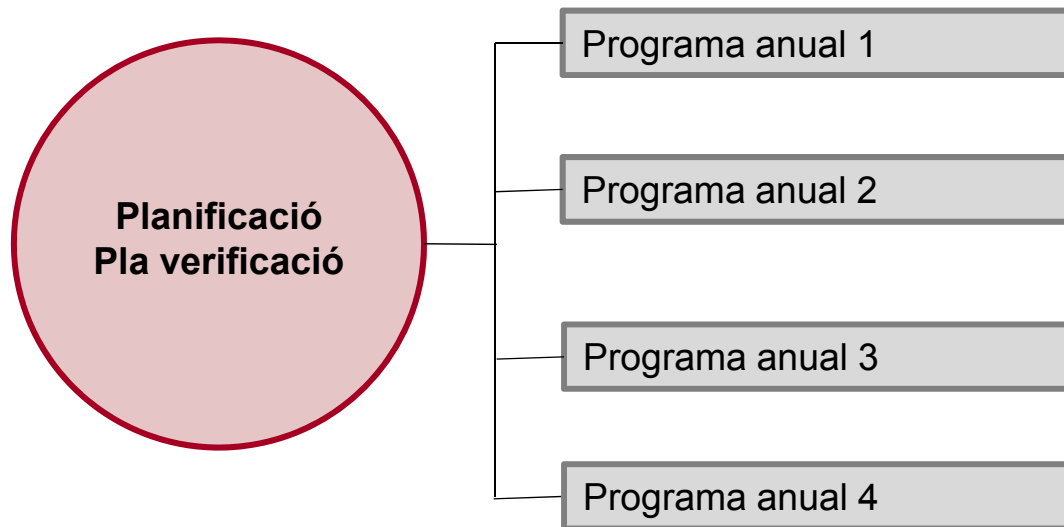 Planificació
Pla verificació
Programa anual 1
Programa anual 2
Programa anual 3
Programa anual 4